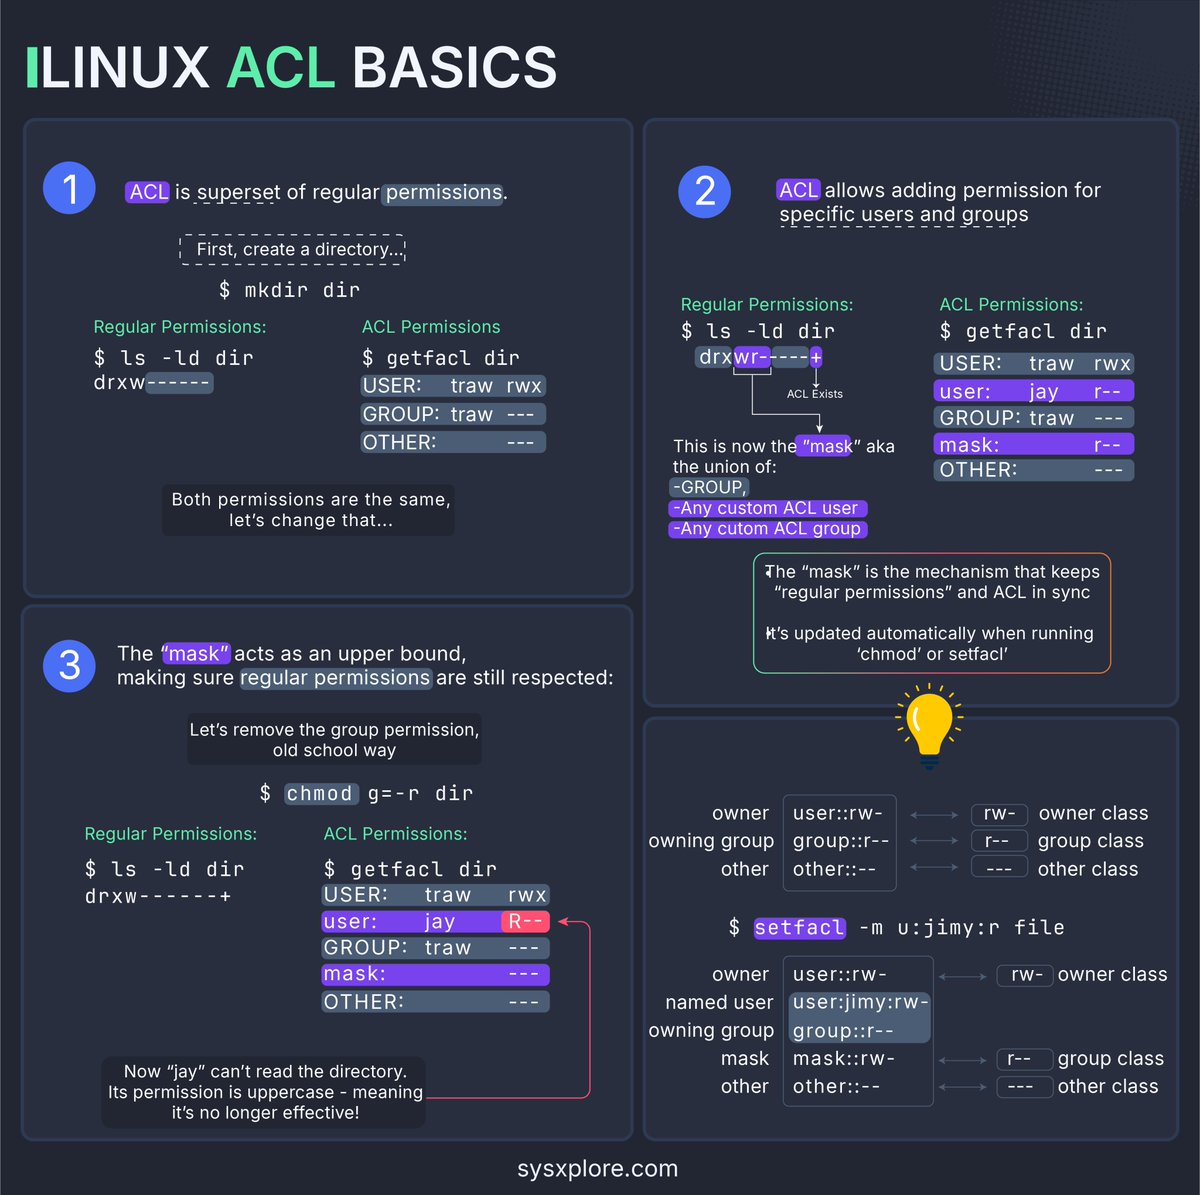 LINUX ACL BASICS
1
ACL is superset of regular permissions.
First, create a directory...
$ mkdir dir
Regular Permissions:
$ ls -ld dir
drxw------
ACL Permissions
$ getfacl dir
USER: traw rwx
GROUP: traw ---
OTHER: ---
Both permissions are the same,
let's change that...
2
ACL allows adding permission for
specific users and groups
Regular Permissions:
$ ls -ld dir
drxwr-----+
ACL Exists
This is now the "mask" aka
the union of:
-GROUP,
-Any custom ACL user
-Any cutom ACL group
ACL Permissions:
$ getfacl dir
USER: traw rwx
user: jay r--
GROUP: traw ---
mask: r--
OTHER: ---
The “mask” is the mechanism that keeps
“regular permissions” and ACL in sync
It’s updated automatically when running
‘chmod’ or setfacl’
3
The “mask” acts as an upper bound,
making sure regular permissions are still respected:
Let’s remove the group permission,
old school way
$ chmod g=-r dir
Regular Permissions:
$ ls -ld dir
drxw------+
ACL Permissions:
$ getfacl dir
USER: traw rwx
user: jay R--
GROUP: traw ---
mask: ---
OTHER: ---
Now “jay” can’t read the directory.
Its permission is uppercase - meaning
it’s no longer effective!
owner user::rw- rw- owner class
owning group group::r-- r-- group class
other other::-- --- other class
$ setfacl -m u:jimy:r file
owner user::rw- rw- owner class
named user user:jimy:rw-
owning group group::r--
mask mask::rw- r-- group class
other other::-- --- other class
sysxplore.com